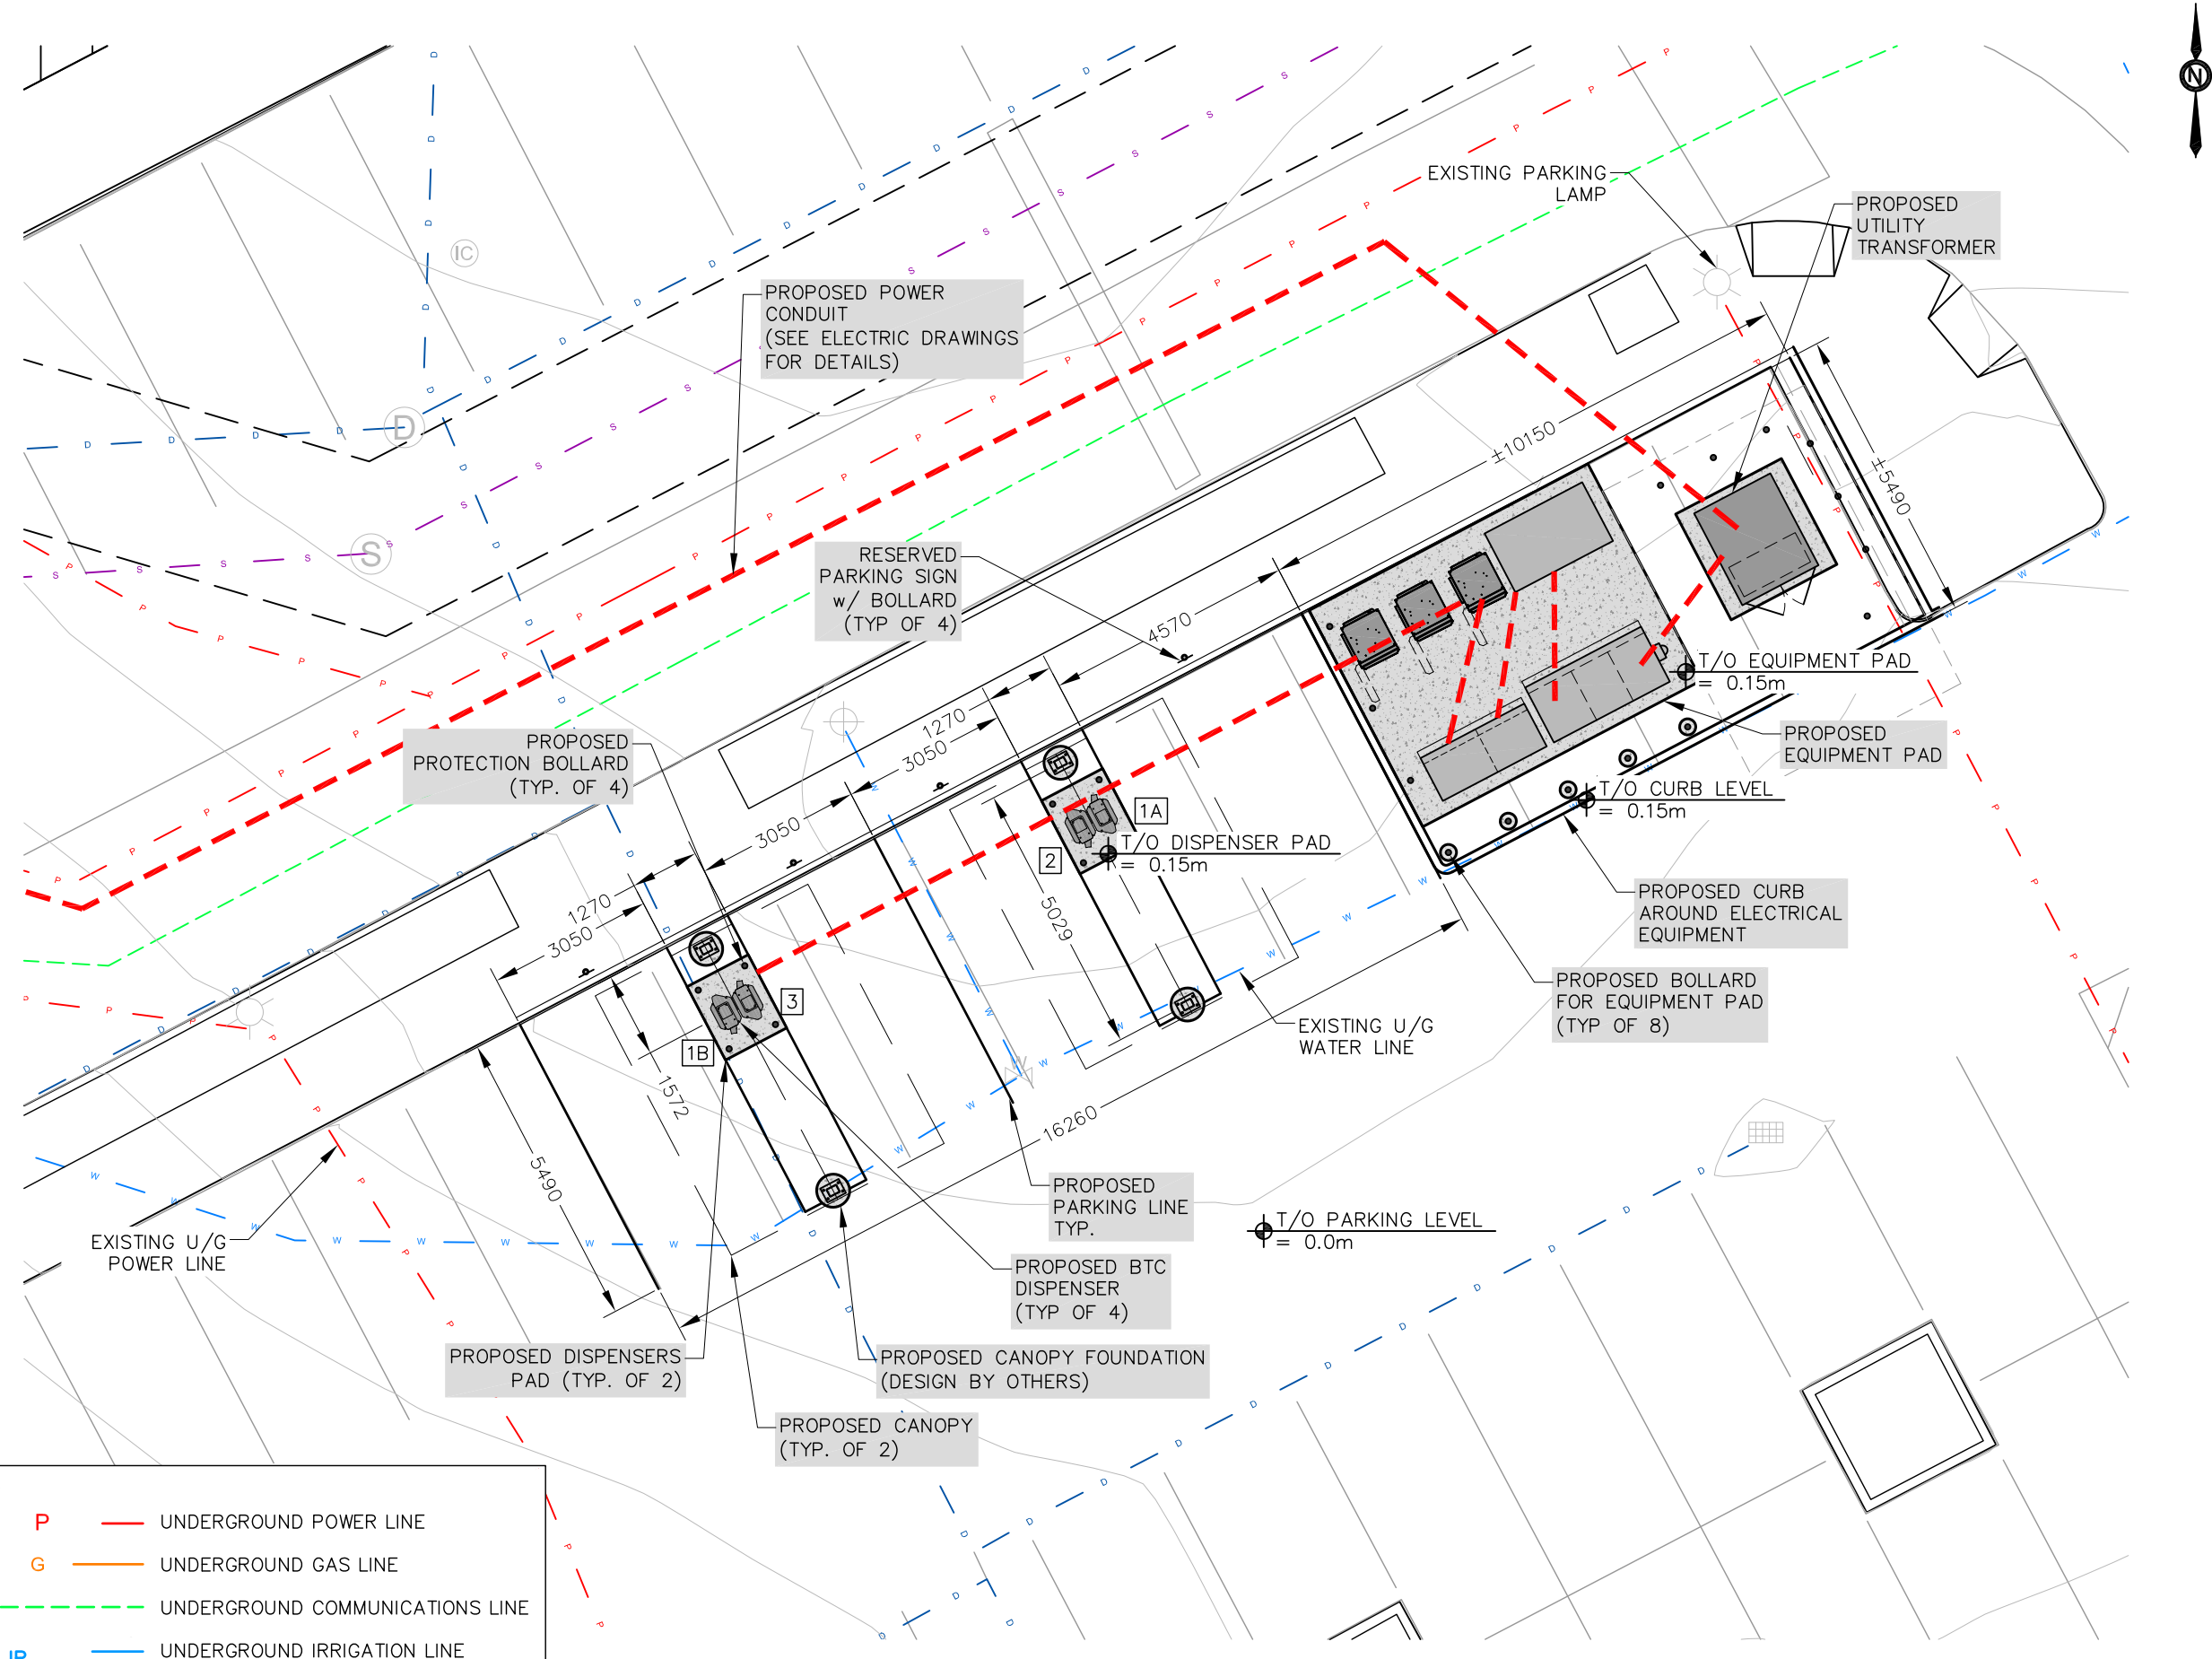 N
EXISTING PARKING
LAMP
PROPOSED
UTILITY
TRANSFORMER
IC
PROPOSED POWER
CONDUIT
(SEE ELECTRIC DRAWINGS
FOR DETAILS)
D
S
±10150
±5490
RESERVED
PARKING SIGN
w/ BOLLARD
(TYP OF 4)
4570
T/O EQUIPMENT PAD
= 0.15m
1270
3050
PROPOSED
EQUIPMENT PAD
PROPOSED
PROTECTION BOLLARD
(TYP. OF 4)
T/O CURB LEVEL
= 0.15m
1A
3050
T/O DISPENSER PAD
= 0.15m
2
1270
3050
5029
PROPOSED CURB
AROUND ELECTRICAL
EQUIPMENT
3
PROPOSED BOLLARD
FOR EQUIPMENT PAD
(TYP OF 8)
1B
EXISTING U/G
WATER LINE
W
1572
16260
5490
PROPOSED
PARKING LINE
TYP.
T/O PARKING LEVEL
= 0.0m
EXISTING U/G
POWER LINE
PROPOSED BTC
DISPENSER
(TYP OF 4)
PROPOSED DISPENSERS
PAD (TYP. OF 2)
PROPOSED CANOPY FOUNDATION
(DESIGN BY OTHERS)
PROPOSED CANOPY
(TYP. OF 2)
P UNDERGROUND POWER LINE
G UNDERGROUND GAS LINE
UNDERGROUND COMMUNICATIONS LINE
IR UNDERGROUND IRRIGATION LINE